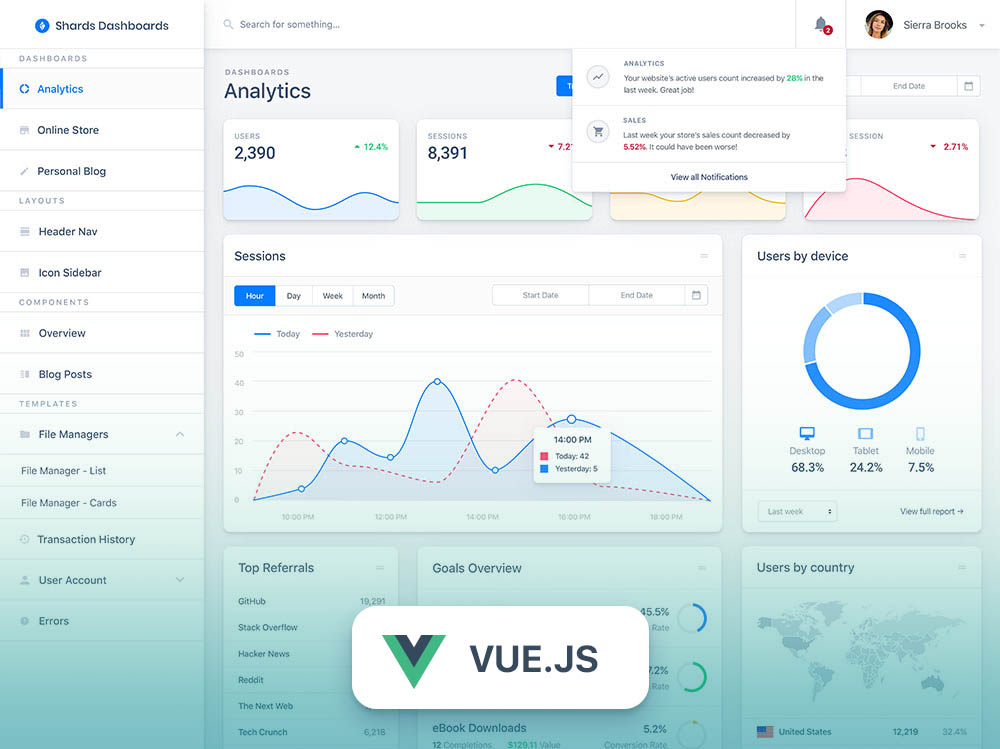 Shards Dashboards
Search for something...
2
Sierra Brooks
DASHBOARDS
Analytics
Online Store
Personal Blog
LAYOUTS
Header Nav
Icon Sidebar
COMPONENTS
Overview
Blog Posts
TEMPLATES
File Managers
File Manager - List
File Manager - Cards
Transaction History
User Account
Errors
DASHBOARDS
Analytics
End Date
ANALYTICS
Your website's active users count increased by 28% in the
last week. Great job!
SALES
Last week your store's sales count decreased by
5.52%. It could have been worse!
View all Notifications
USERS
2,390
12.4%
SESSIONS
8,391
SESSION
2.71%
Sessions
Hour Day Week Month
Start Date End Date
Today Yesterday
50
40
30
20
10
0
14:00 PM
Today: 42
Yesterday: 5
10:00 PM 12:00 PM 14:00 PM 16:00 PM 18:00 PM
Users by device
Desktop Tablet Mobile
68.3% 24.2% 7.5%
Last week View full report →
Top Referrals
GitHub 19,291
Stack Overflow
Hacker News
Reddit
The Next Web
Tech Crunch 6,218
Goals Overview
45.5%
Rate
Rate
eBook Downloads 5.2%
12 Completions $129.11 Value Conversion Rate
Users by country
United States 12,219 32.4%
VUE.JS